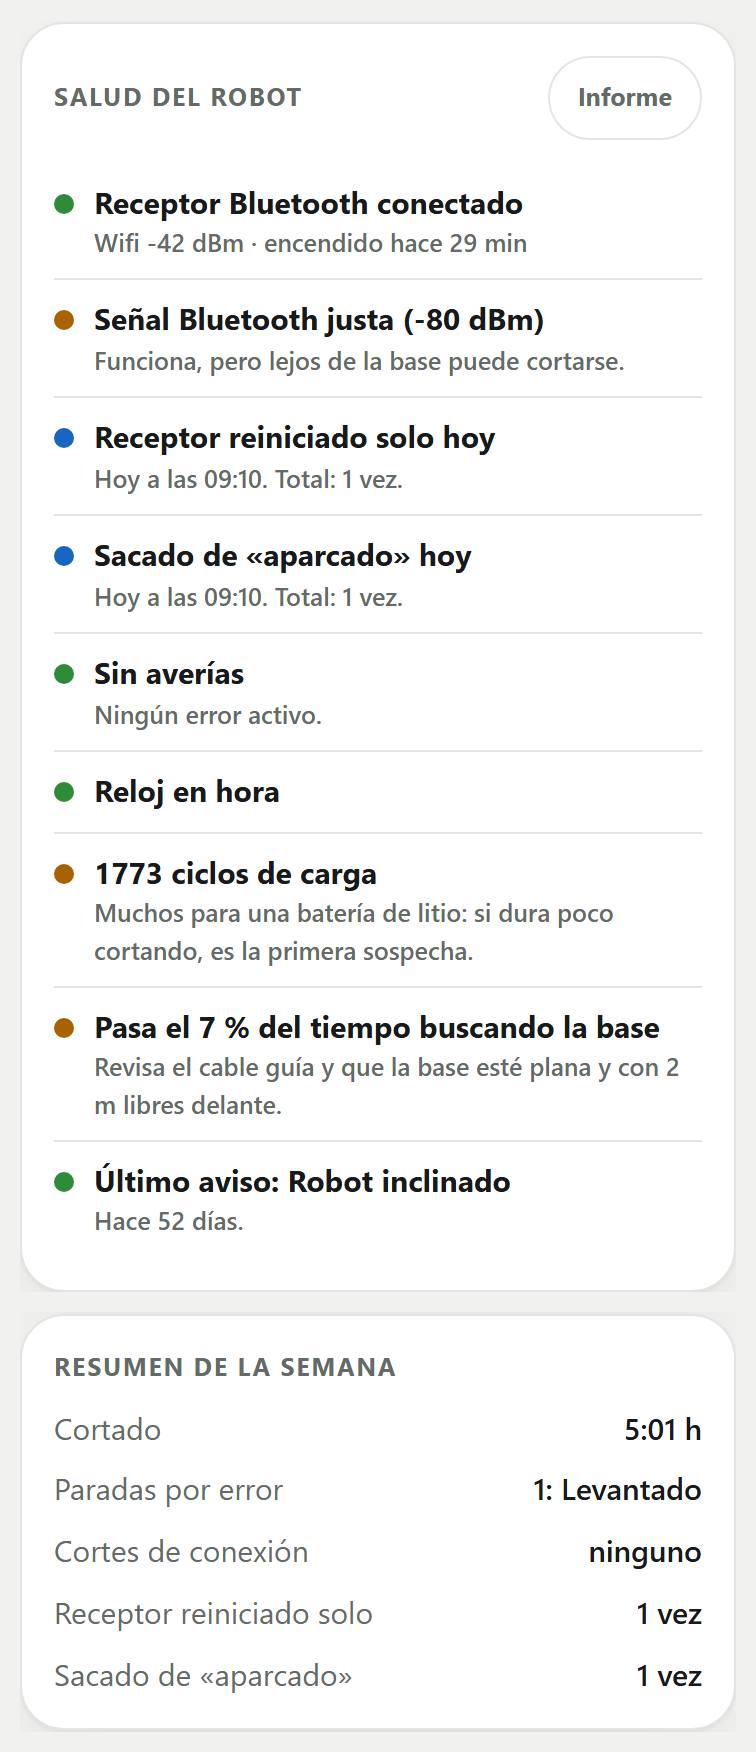 SALUD DEL ROBOT
Informe
Receptor Bluetooth conectado
Wifi -42 dBm · encendido hace 29 min
Señal Bluetooth justa (-80 dBm)
Funciona, pero lejos de la base puede cortarse.
Receptor reiniciado solo hoy
Hoy a las 09:10. Total: 1 vez.
Sacado de «aparcado» hoy
Hoy a las 09:10. Total: 1 vez.
Sin averías
Ningún error activo.
Reloj en hora
1773 ciclos de carga
Muchos para una batería de litio: si dura poco
cortando, es la primera sospecha.
Pasa el 7 % del tiempo buscando la base
Revisa el cable guía y que la base esté plana y con 2
m libres delante.
Último aviso: Robot inclinado
Hace 52 días.
RESUMEN DE LA SEMANA
Cortado 5:01 h
Paradas por error 1: Levantado
Cortes de conexión ninguno
Receptor reiniciado solo 1 vez
Sacado de «aparcado» 1 vez